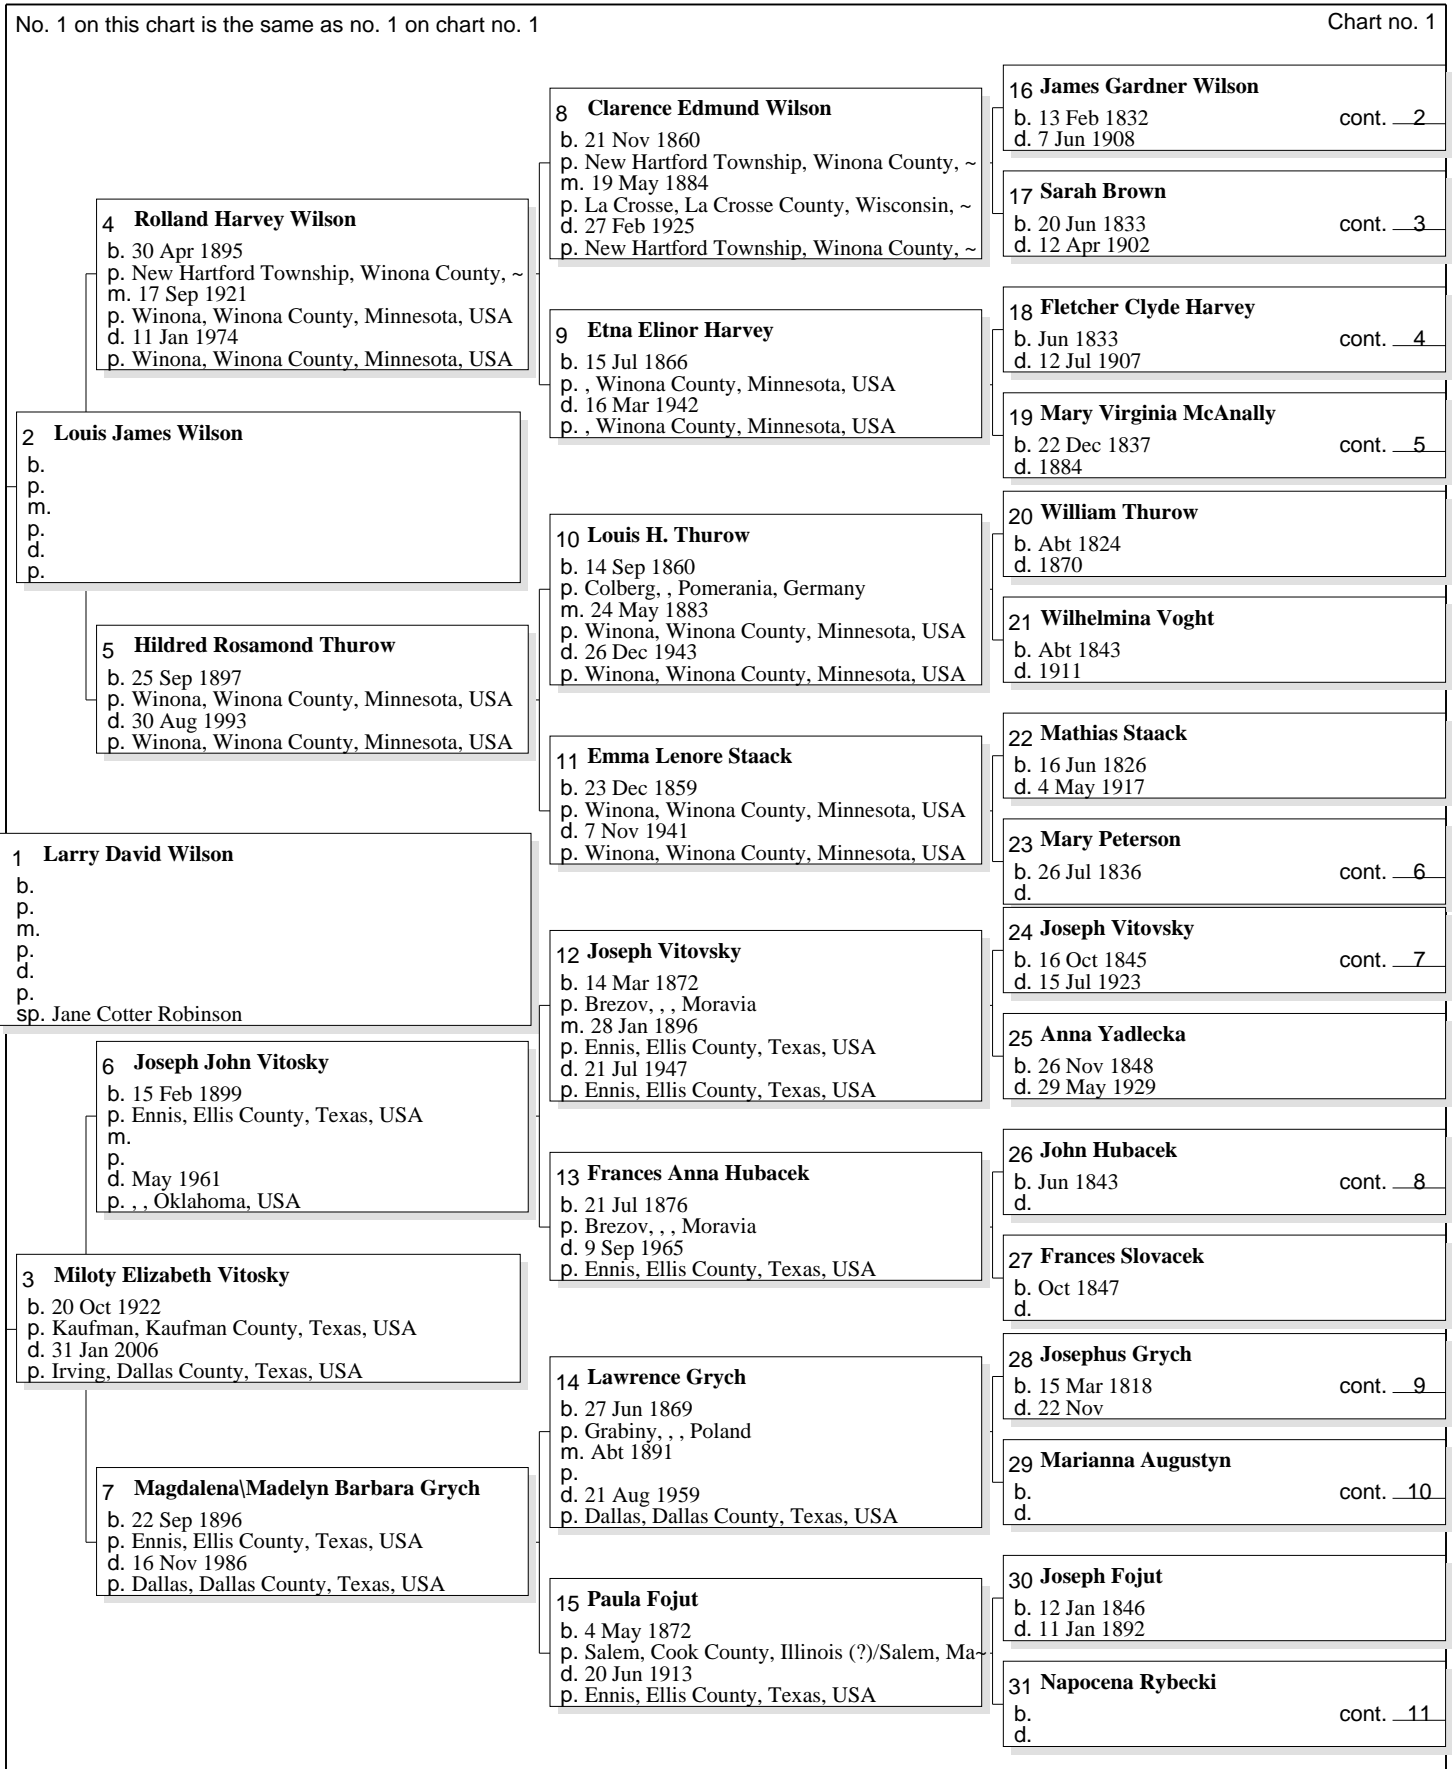 No. 1 on this chart is the same as no. 1 on chart no. 1
Chart no. 1
1 Larry David Wilson
b.
p.
m.
p.
d.
p.
sp. Jane Cotter Robinson
2 Louis James Wilson
b.
p.
m.
p.
d.
p.
3 Miloty Elizabeth Vitosky
b. 20 Oct 1922
p. Kaufman, Kaufman County, Texas, USA
d. 31 Jan 2006
p. Irving, Dallas County, Texas, USA
4 Rolland Harvey Wilson
b. 30 Apr 1895
p. New Hartford Township, Winona County, ~
m. 17 Sep 1921
p. Winona, Winona County, Minnesota, USA
d. 11 Jan 1974
p. Winona, Winona County, Minnesota, USA
5 Hildred Rosamond Thurow
b. 25 Sep 1897
p. Winona, Winona County, Minnesota, USA
d. 30 Aug 1993
p. Winona, Winona County, Minnesota, USA
6 Joseph John Vitosky
b. 15 Feb 1899
p. Ennis, Ellis County, Texas, USA
m.
p.
d. May 1961
p. , , Oklahoma, USA
7 Magdalena\Madelyn Barbara Grych
b. 22 Sep 1896
p. Ennis, Ellis County, Texas, USA
d. 16 Nov 1986
p. Dallas, Dallas County, Texas, USA
8 Clarence Edmund Wilson
b. 21 Nov 1860
p. New Hartford Township, Winona County, ~
m. 19 May 1884
p. La Crosse, La Crosse County, Wisconsin, ~
d. 27 Feb 1925
p. New Hartford Township, Winona County, ~
9 Etna Elinor Harvey
b. 15 Jul 1866
p. , Winona County, Minnesota, USA
d. 16 Mar 1942
p. , Winona County, Minnesota, USA
10 Louis H. Thurow
b. 14 Sep 1860
p. Colberg, , Pomerania, Germany
m. 24 May 1883
p. Winona, Winona County, Minnesota, USA
d. 26 Dec 1943
p. Winona, Winona County, Minnesota, USA
11 Emma Lenore Staack
b. 23 Dec 1859
p. Winona, Winona County, Minnesota, USA
d. 7 Nov 1941
p. Winona, Winona County, Minnesota, USA
12 Joseph Vitovsky
b. 14 Mar 1872
p. Brezov, , , Moravia
m. 28 Jan 1896
p. Ennis, Ellis County, Texas, USA
d. 21 Jul 1947
p. Ennis, Ellis County, Texas, USA
13 Frances Anna Hubacek
b. 21 Jul 1876
p. Brezov, , , Moravia
d. 9 Sep 1965
p. Ennis, Ellis County, Texas, USA
14 Lawrence Grych
b. 27 Jun 1869
p. Grabiny, , , Poland
m. Abt 1891
p.
d. 21 Aug 1959
p. Dallas, Dallas County, Texas, USA
15 Paula Fojut
b. 4 May 1872
p. Salem, Cook County, Illinois (?)/Salem, Ma~
d. 20 Jun 1913
p. Ennis, Ellis County, Texas, USA
16 James Gardner Wilson
b. 13 Feb 1832 cont. 2
d. 7 Jun 1908
17 Sarah Brown
b. 20 Jun 1833 cont. 3
d. 12 Apr 1902
18 Fletcher Clyde Harvey
b. Jun 1833 cont. 4
d. 12 Jul 1907
19 Mary Virginia McAnally
b. 22 Dec 1837 cont. 5
d. 1884
20 William Thurow
b. Abt 1824
d. 1870
21 Wilhelmina Voght
b. Abt 1843
d. 1911
22 Mathias Staack
b. 16 Jun 1826
d. 4 May 1917
23 Mary Peterson
b. 26 Jul 1836 cont. 6
d.
24 Joseph Vitovsky
b. 16 Oct 1845 cont. 7
d. 15 Jul 1923
25 Anna Yadlecka
b. 26 Nov 1848
d. 29 May 1929
26 John Hubacek
b. Jun 1843 cont. 8
d.
27 Frances Slovacek
b. Oct 1847
d.
28 Josephus Grych
b. 15 Mar 1818 cont. 9
d. 22 Nov
29 Marianna Augustyn
b. cont. 10
d.
30 Joseph Fojut
b. 12 Jan 1846
d. 11 Jan 1892
31 Napocena Rybecki
b. cont. 11
d.